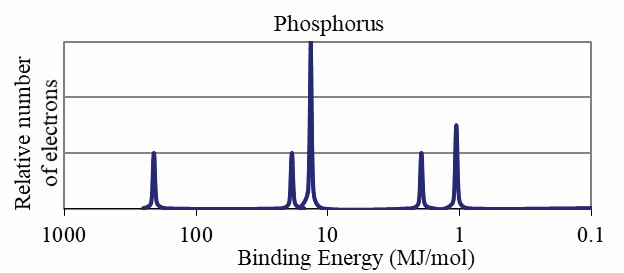 Phosphorus
Relative number
of electrons
1000 100 10 1 0.1
Binding Energy (MJ/mol)